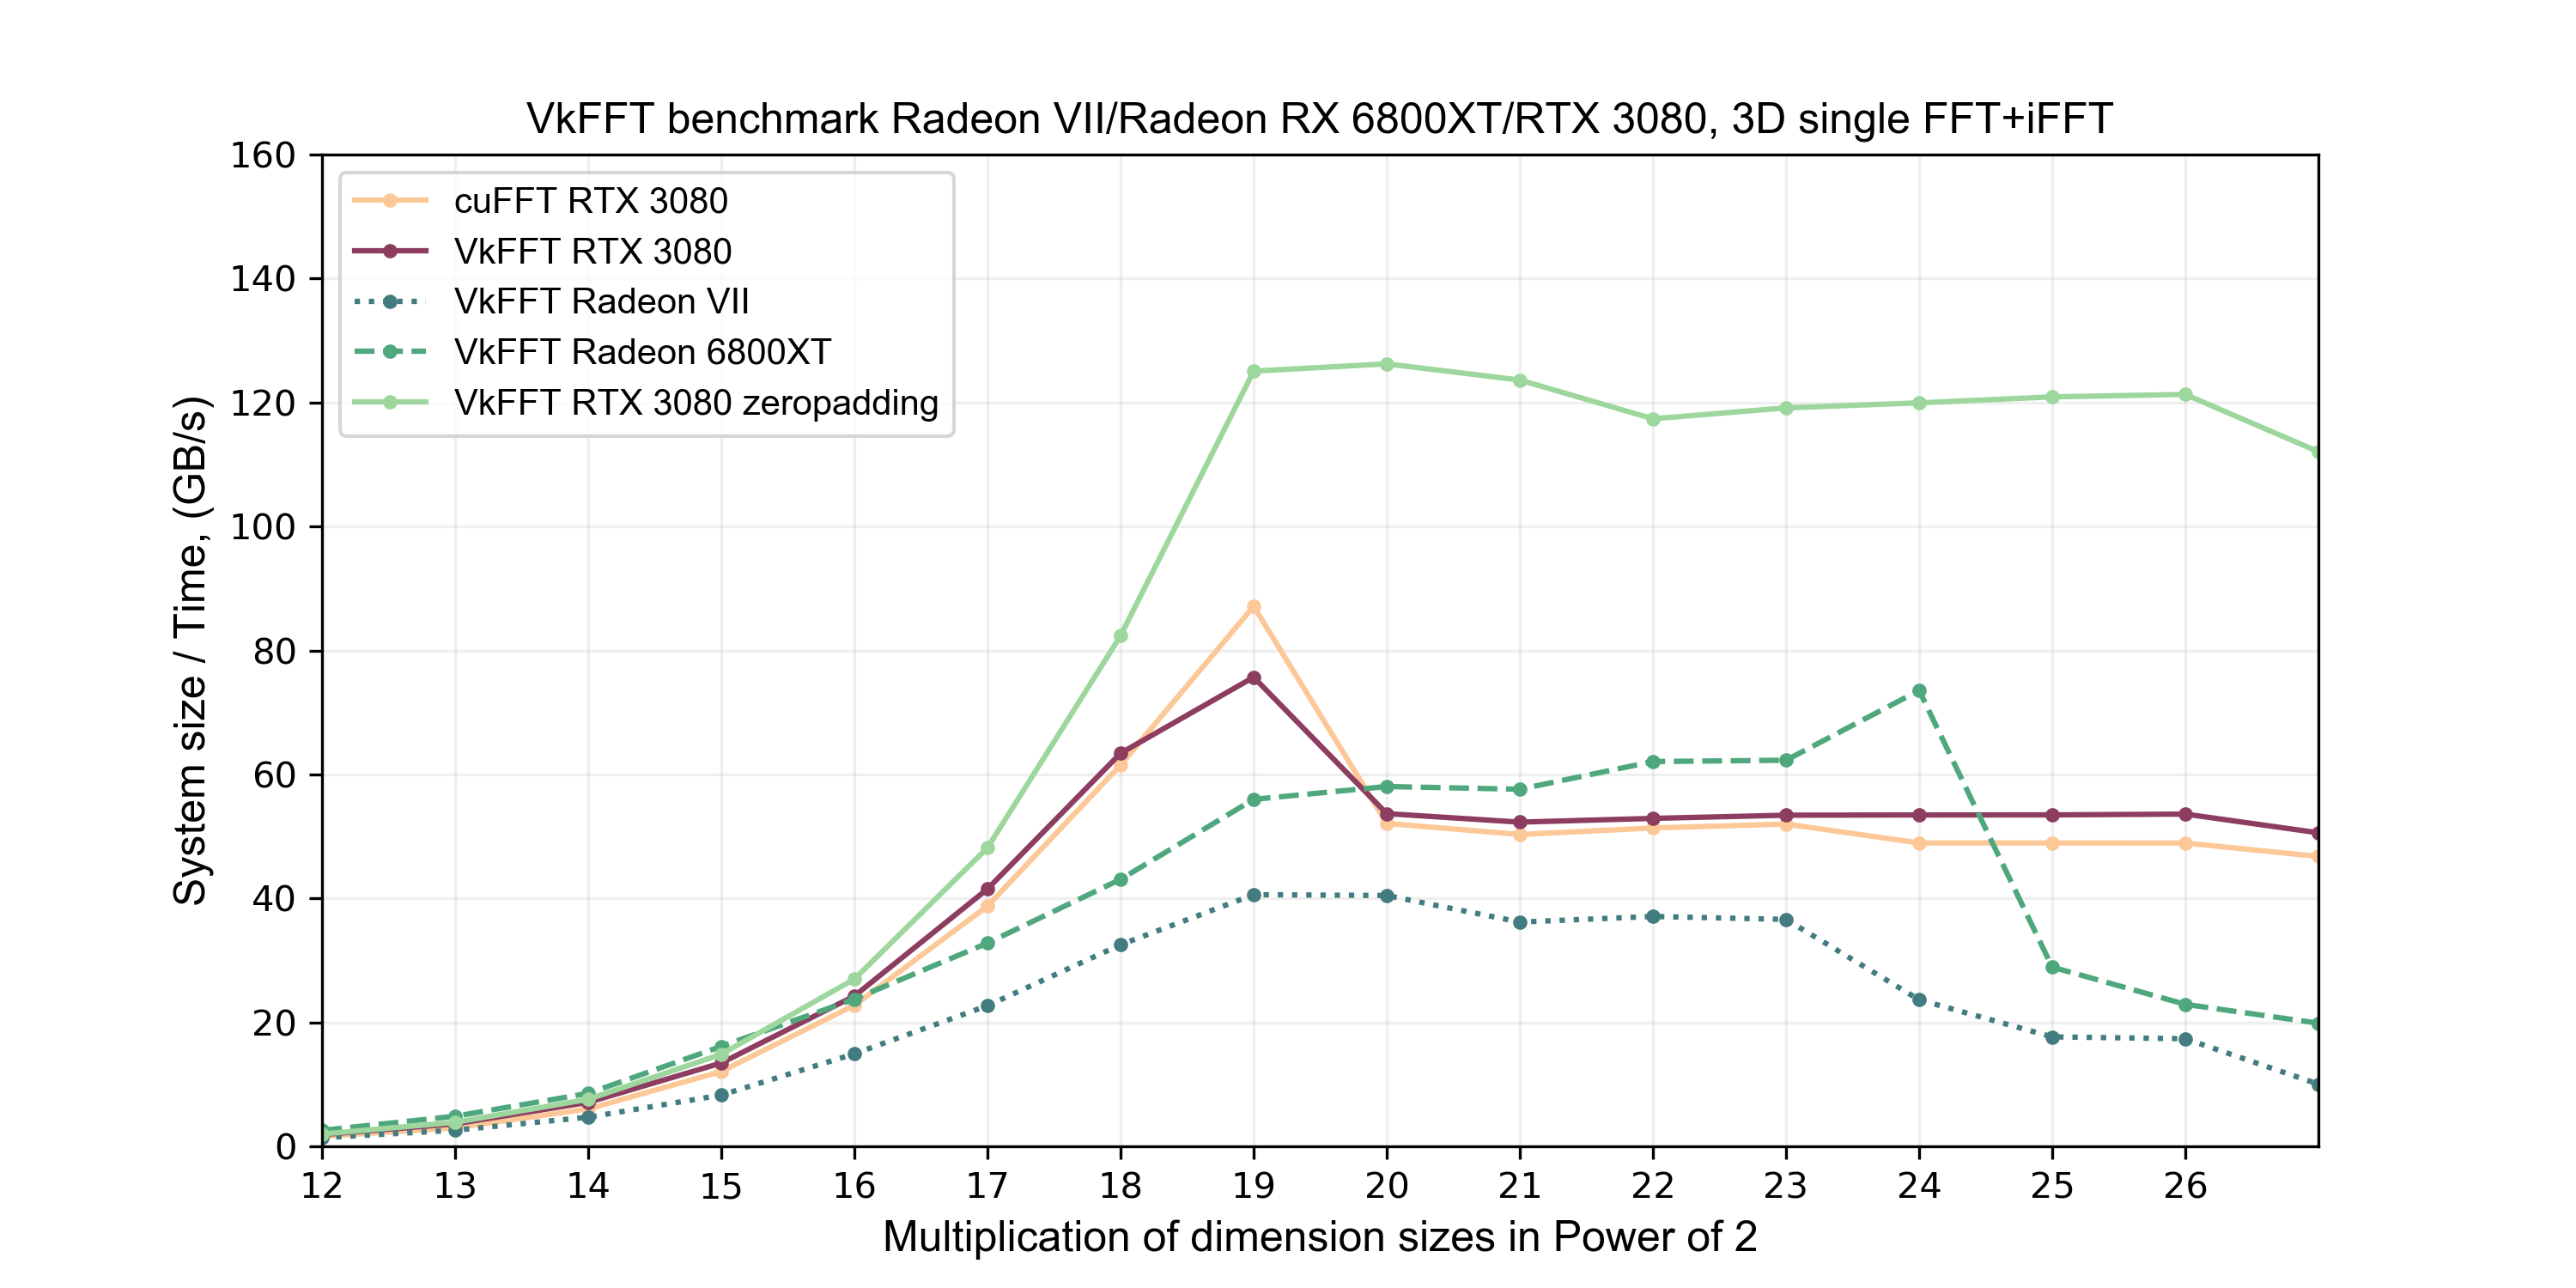 VkFFT benchmark Radeon VII/Radeon RX 6800XT/RTX 3080, 3D single FFT+iFFT
160
140
120
100
80
60
40
20
0
System size / Time, (GB/s)
cuFFT RTX 3080
VkFFT RTX 3080
VkFFT Radeon VII
VkFFT Radeon 6800XT
VkFFT RTX 3080 zeropadding
12 13 14 15 16 17 18 19 20 21 22 23 24 25 26
Multiplication of dimension sizes in Power of 2